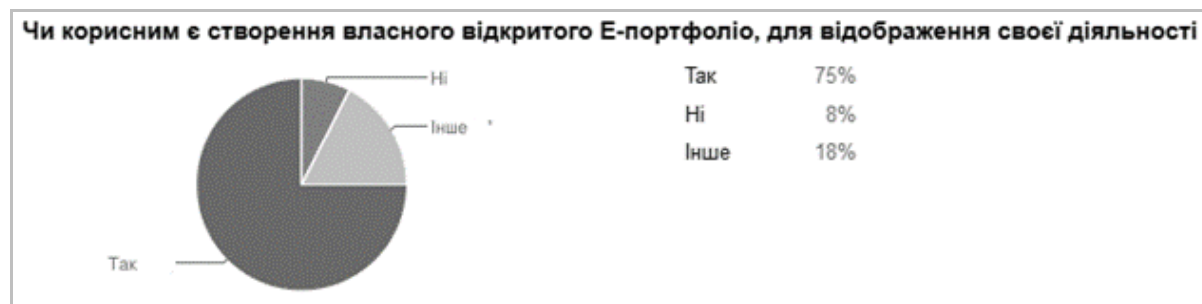 Чи корисним є створення власного відкритого Е-портфоліо, для відображення своєї діяльності
Ні
Інше
Так
Так 75%
Ні 8%
Інше 18%